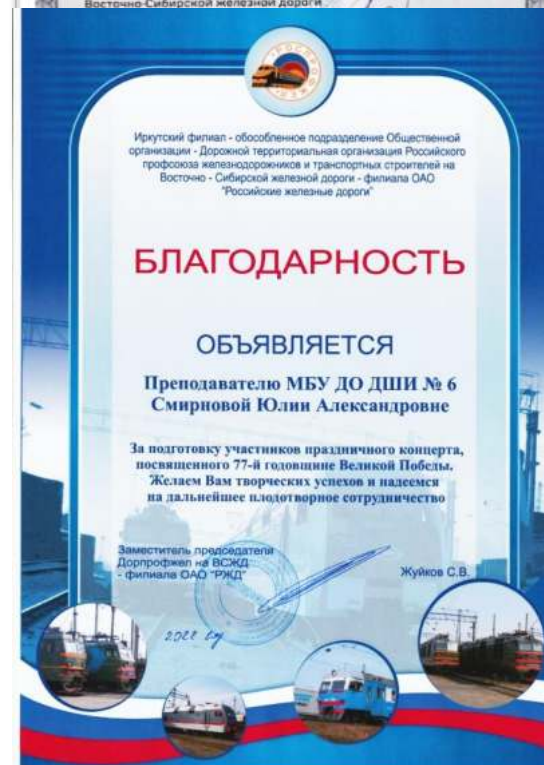 Восточно-Сибирской железной дороги
РОСПРОФЖЕЛ
Иркутский филиал - обособленное подразделение Общественной
организации - Дорожной территориальная организация Российского
профсоюза железнодорожников и транспортных строителей на
Восточно - Сибирской железной дороги - филиала ОАО
"Российские железные дороги"
БЛАГОДАРНОСТЬ
ОБЪЯВЛЯЕТСЯ
Преподавателю МБУ ДО ДШИ № 6
Смирновой Юлии Александровне
За подготовку участников праздничного концерта,
посвященного 77-й годовщине Великой Победы.
Желаем Вам творческих успехов и надеемся
на дальнейшее плодотворное сотрудничество
Заместитель председателя
Дорпрофжел на ВСЖД
- филиала ОАО "РЖД"
Жуйков С.В.
2022 год